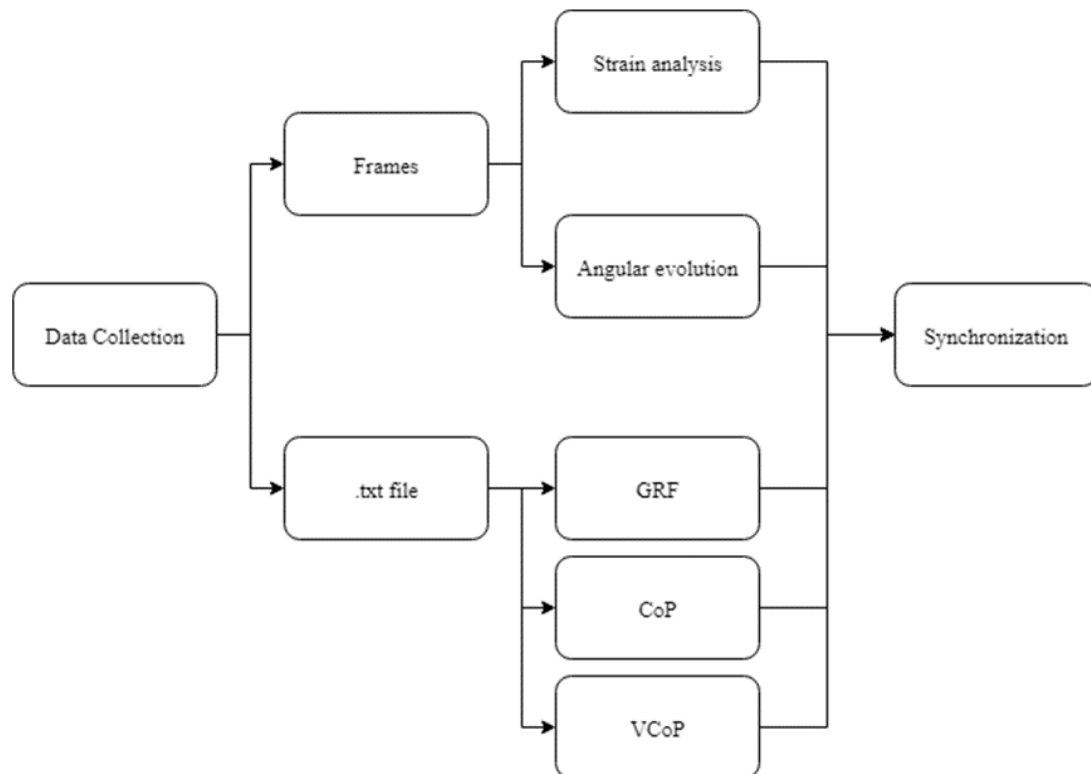 Strain analysis
Frames
Angular evolution
Data Collection
Synchronization
.txt file
GRF
CoP
VCoP